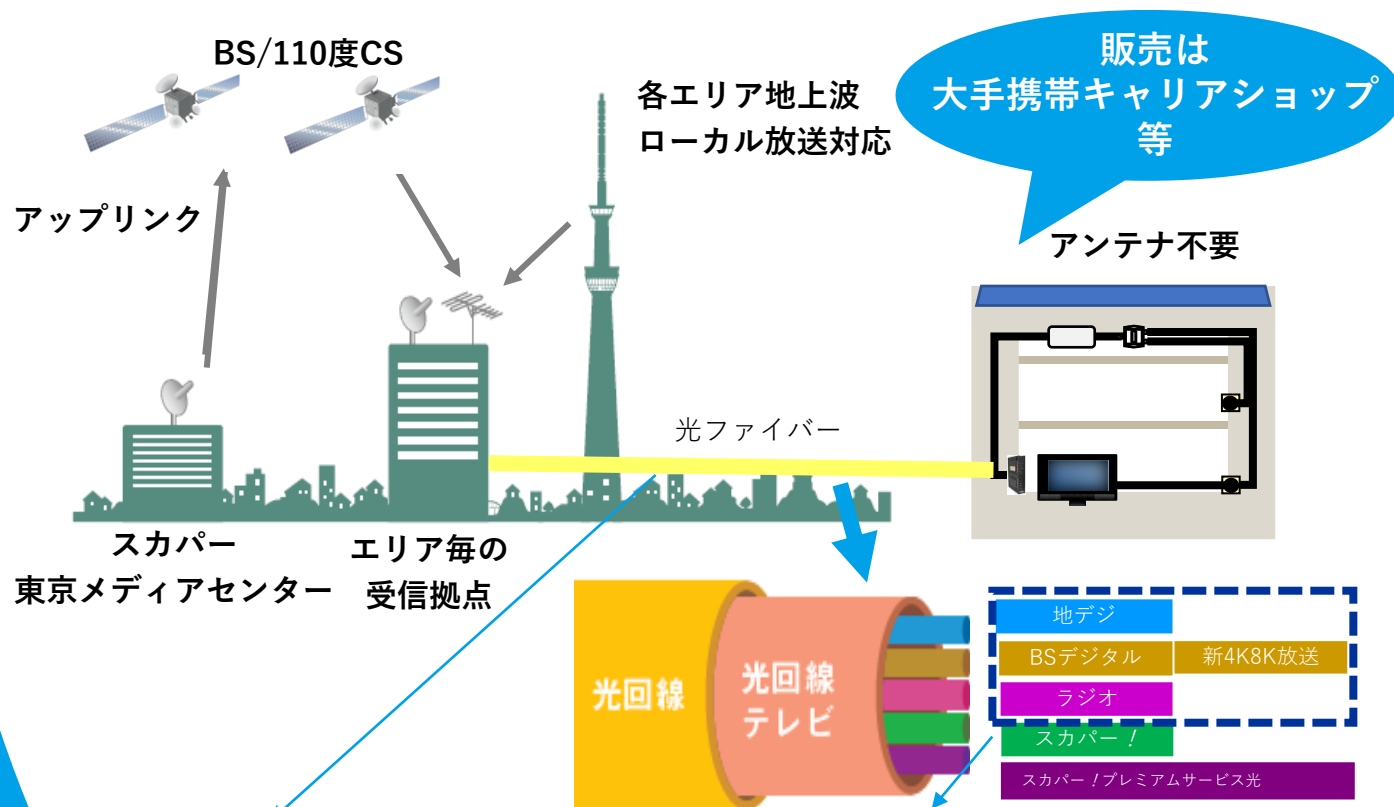 BS/110度CS
販売は
大手携帯キャリアショップ
等
各エリア地上波
ローカル放送対応
アップリンク
アンテナ不要
光ファイバー
スカパー
東京メディアセンター
エリア毎の
受信拠点
光回線
光回線
テレビ
地デジ
BSデジタル
新4K8K放送
ラジオ
スカパー！
スカパー！プレミアムサービス光